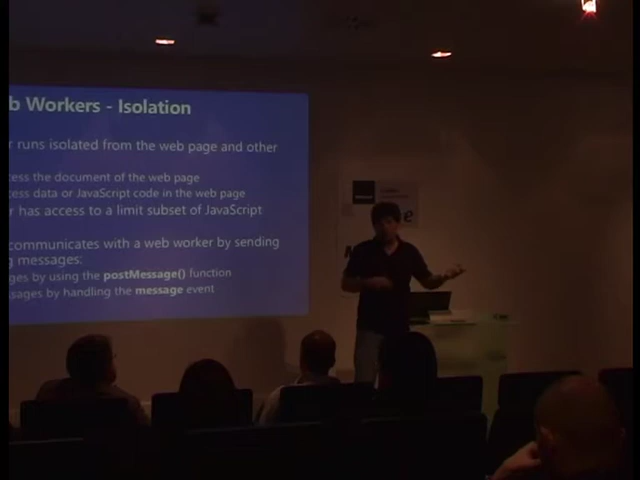 b Workers - Isolation
r runs isolated from the web page and other
cess the document of the web page
cess data or JavaScript code in the web page
r has access to a limit subset of JavaScript
communicates with a web worker by sending
g messages:
ges by using the postMessage() function
ssages by handling the message event